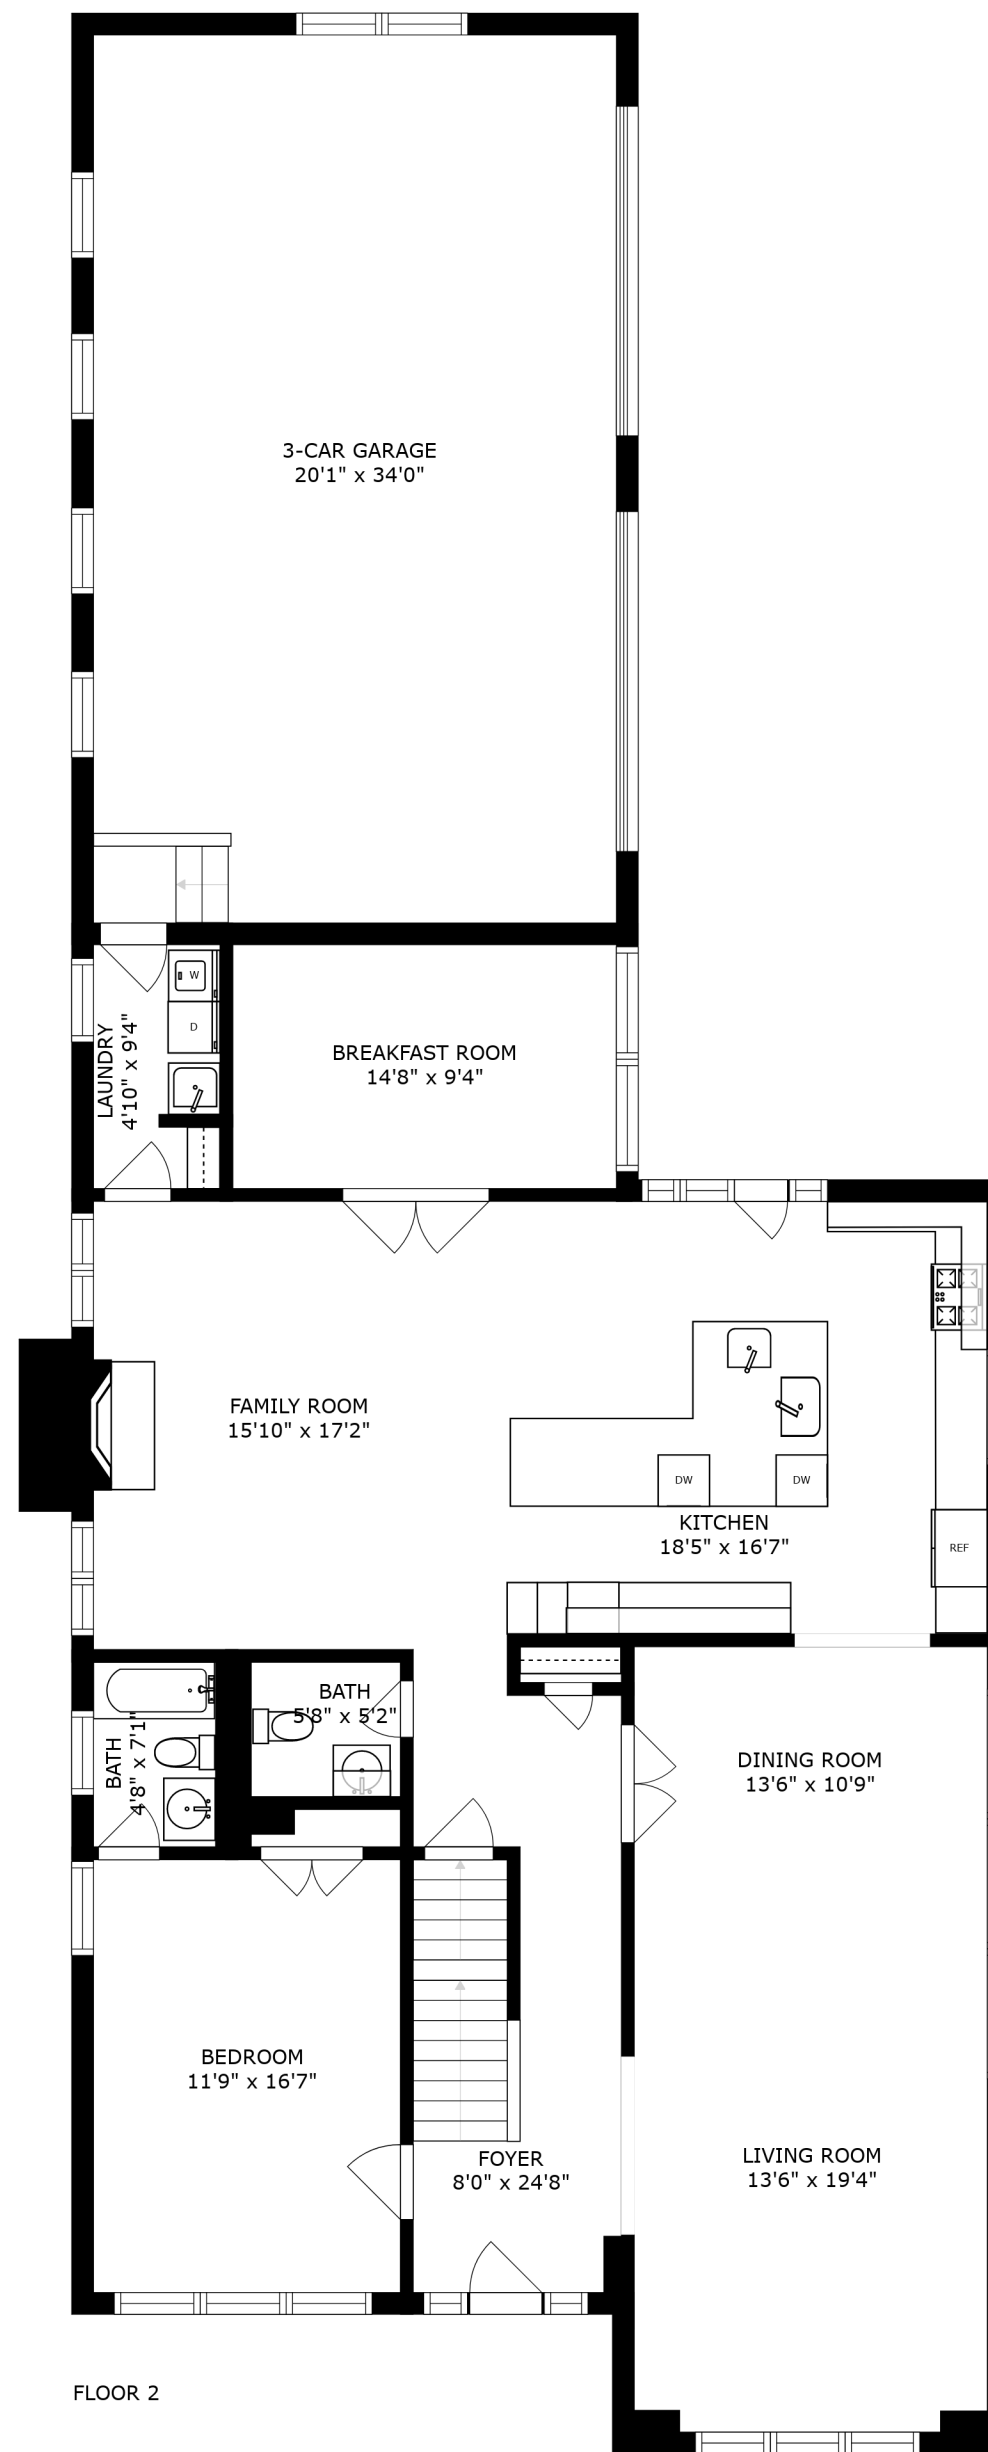 3-CAR GARAGE
20'1" x 34'0"
W
D
LAUNDRY
4'10" x 9'4"
BREAKFAST ROOM
14'8" x 9'4"
FAMILY ROOM
15'10" x 17'2"
DW
DW
KITCHEN
18'5" x 16'7"
REF
BATH
4'8" x 7'1"
BATH
5'8" x 5'2"
DINING ROOM
13'6" x 10'9"
BEDROOM
11'9" x 16'7"
FOYER
8'0" x 24'8"
LIVING ROOM
13'6" x 19'4"
FLOOR 2